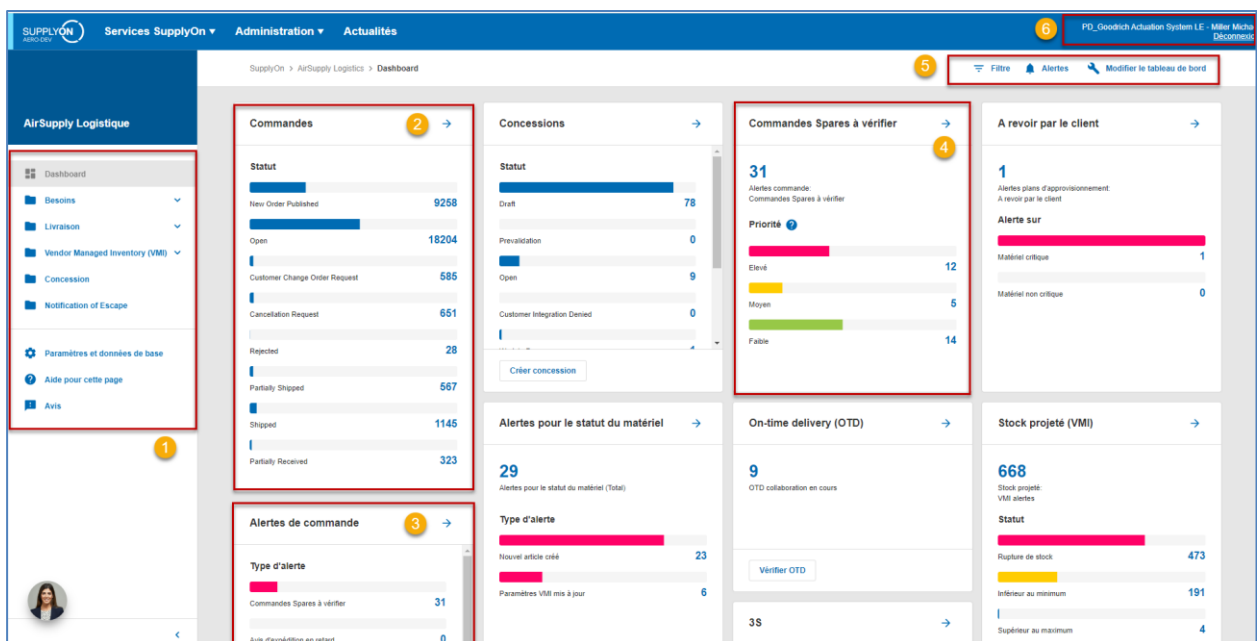 SUPPLYON
AERO-DEV
Services SupplyOn
Administration
Actualités
6
PD_Goodrich Actuation System LE - Miller Micha
Déconnexio
SupplyOn > AirSupply Logistics > Dashboard
5
Filtre
Alertes
Modifier le tableau de bord
AirSupply Logistique
Dashboard
Besoins
Livraison
Vendor Managed Inventory (VMI)
Concession
Notification of Escape
Paramètres et données de base
Aide pour cette page
Avis
1
Commandes
2
Statut
New Order Published 9258
Open 18204
Customer Change Order Request 585
Cancellation Request 651
Rejected 28
Partially Shipped 567
Shipped 1145
Partially Received 323
Alertes de commande
3
Type d'alerte
Commandes Spares à vérifier 31
Avis d'expédition en retard 0
Concessions
Statut
Draft 78
Prevalidation 0
Open 9
Customer Integration Denied 0
Créer concession
Alertes pour le statut du matériel
29
Alertes pour le statut du matériel (Total)
Type d'alerte
Nouvel article créé 23
Paramètres VMI mis à jour 6
Commandes Spares à vérifier
4
31
Alertes commande:
Commandes Spares à vérifier
Priorité ?
Elevé 12
Moyen 5
Faible 14
On-time delivery (OTD)
9
OTD collaboration en cours
Vérifier OTD
3S
A revoir par le client
1
Alertes plans d'approvisionnement:
A revoir par le client
Alerte sur
Matériel critique 1
Matériel non critique 0
Stock projeté (VMI)
668
Stock projeté:
VMI alertes
Statut
Rupture de stock 473
Inférieur au minimum 191
Supérieur au maximum 4